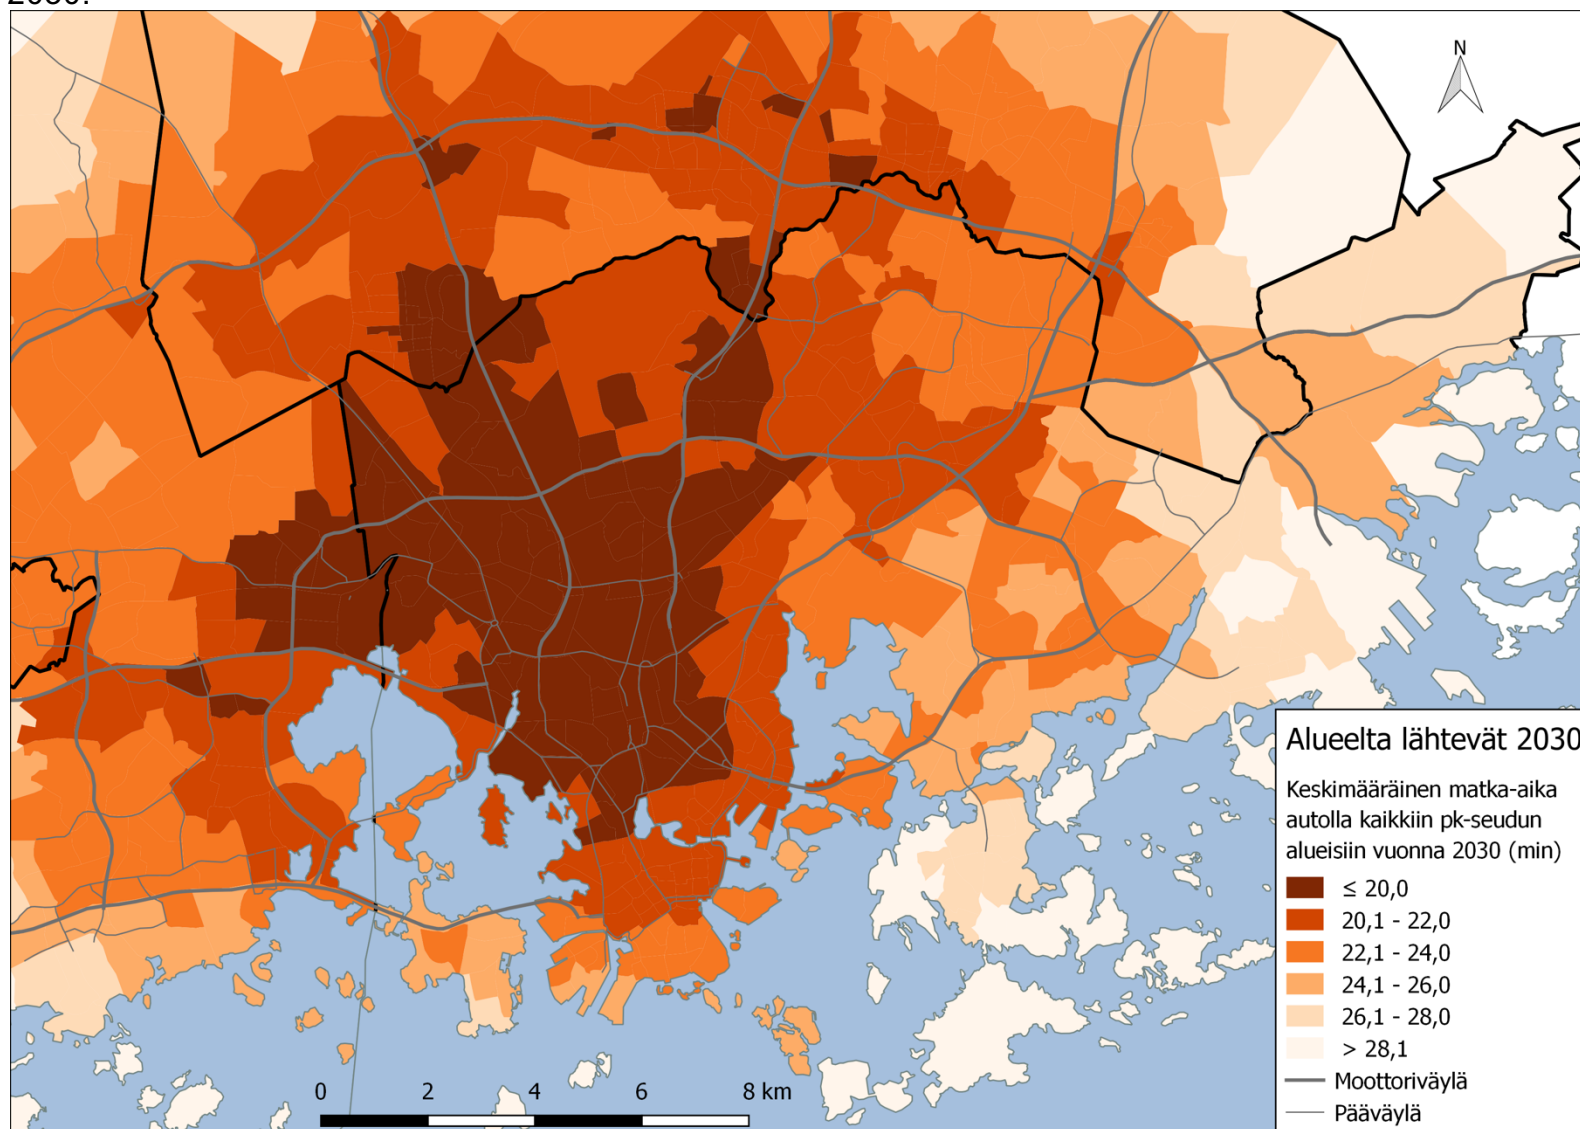 2030.
N
Alueelta lähtevät 2030
Keskimääräinen matka-aika
autolla kaikkiin pk-seudun
alueisiin vuonna 2030 (min)
≤ 20,0
20,1 - 22,0
22,1 - 24,0
24,1 - 26,0
26,1 - 28,0
> 28,1
Moottoriväylä
Pääväylä
0 2 4 6 8 km